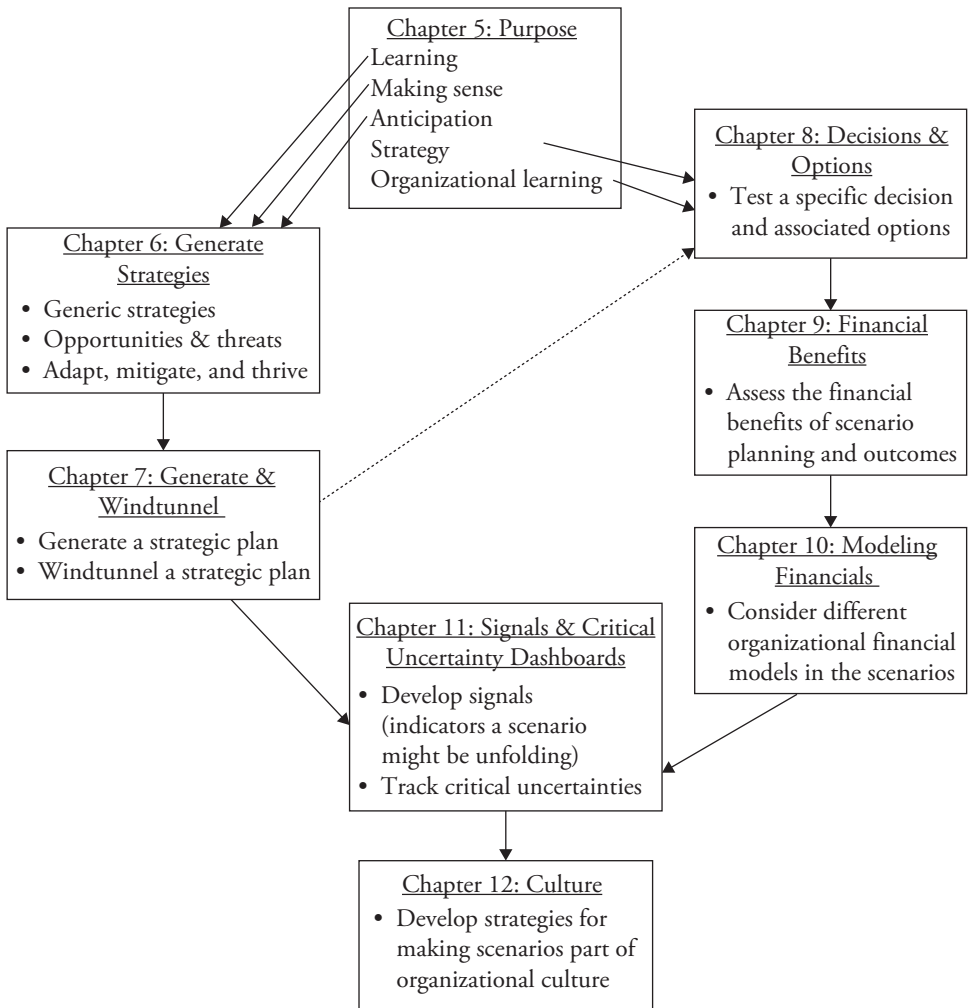 Chapter 5: Purpose
Learning
Making sense
Anticipation
Strategy
Organizational learning
Chapter 6: Generate
Strategies
• Generic strategies
• Opportunities & threats
• Adapt, mitigate, and thrive
Chapter 7: Generate &
Windtunnel
• Generate a strategic plan
• Windtunnel a strategic plan
Chapter 8: Decisions &
Options
• Test a specific decision
and associated options
Chapter 9: Financial
Benefits
• Assess the financial
benefits of scenario
planning and outcomes
Chapter 10: Modeling
Financials
• Consider different
organizational financial
models in the scenarios
Chapter 11: Signals & Critical
Uncertainty Dashboards
• Develop signals
(indicators a scenario
might be unfolding)
• Track critical uncertainties
Chapter 12: Culture
• Develop strategies for
making scenarios part of
organizational culture